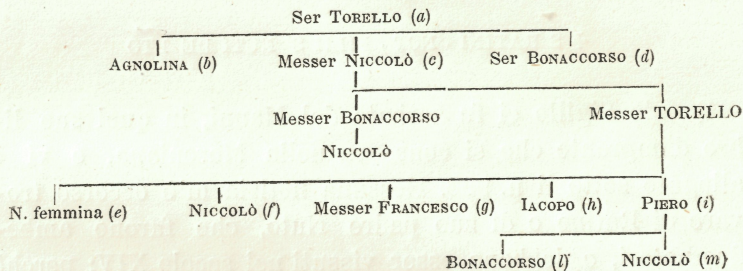 Ser TORELLO (a)
AGNOLINA (b) Messer NICCOLÒ (c) Ser BONACCORSO (d)
Messer BONACCORSO Messer TORELLO
NICCOLÒ
N. femmina (e) NICCOLÒ (f) Messer FRANCESCO (g) IACOPO (h) PIERO (i)
BONACCORSO (l) NICCOLÒ (m)